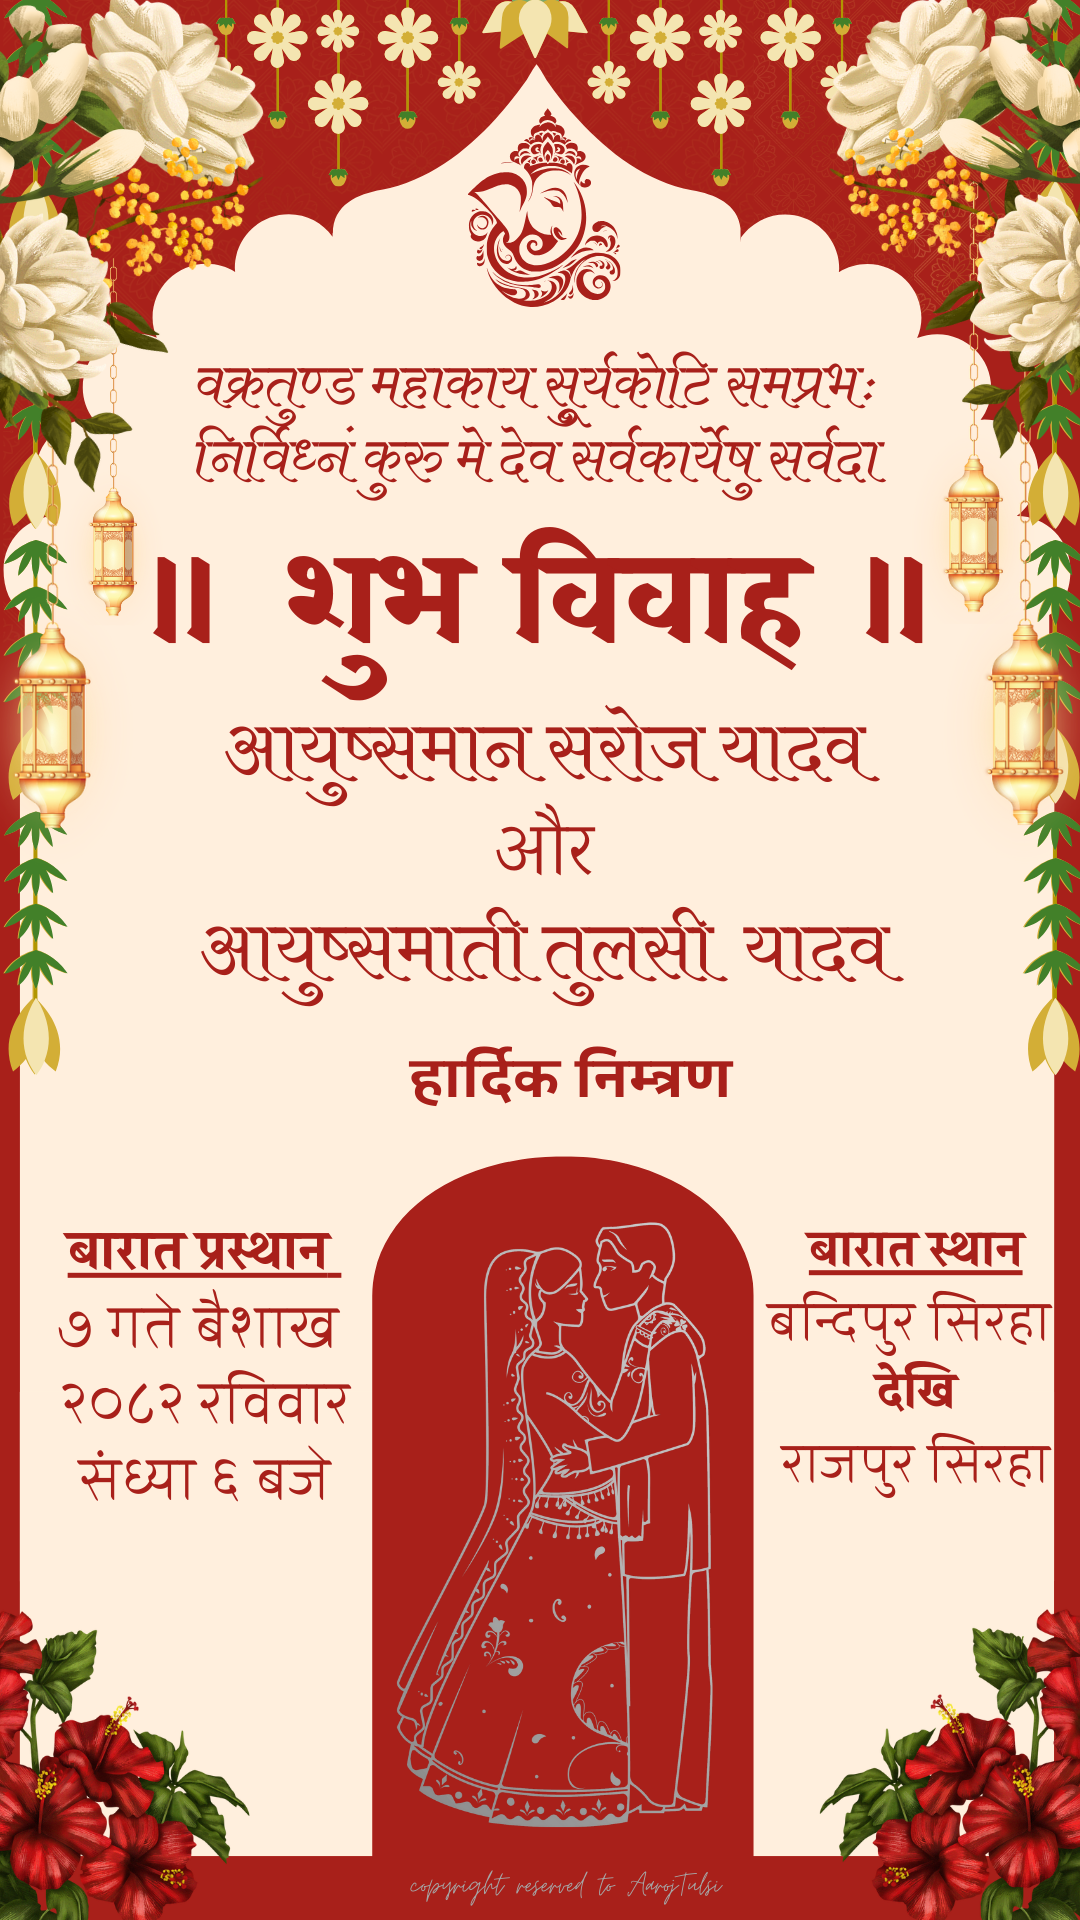 वक्रतुण्ड महाकाय सुर्यकोटि समप्रभः
निर्विध्नं कुरु मे देव सर्वकार्येषु सर्वदा
॥ शुभ विवाह ॥
आयुष्समान सरोज यादव
और
आयुष्समाती तुलसी यादव
हार्दिक निम्त्रण
बारात प्रस्थान
७ गते बैशाख
२०८२ रविवार
संध्या ६ बजे
बारात स्थान
बन्दिपुर सिरहा
देखि
राजपुर सिरहा
copyright reserved to AarojTulsi